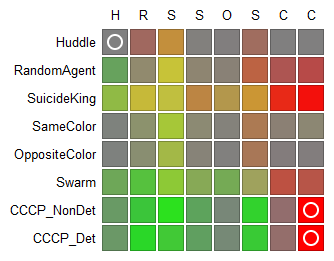 H R S S O S C C
Huddle
RandomAgent
SuicideKing
SameColor
OppositeColor
Swarm
CCCP_NonDet
CCCP_Det